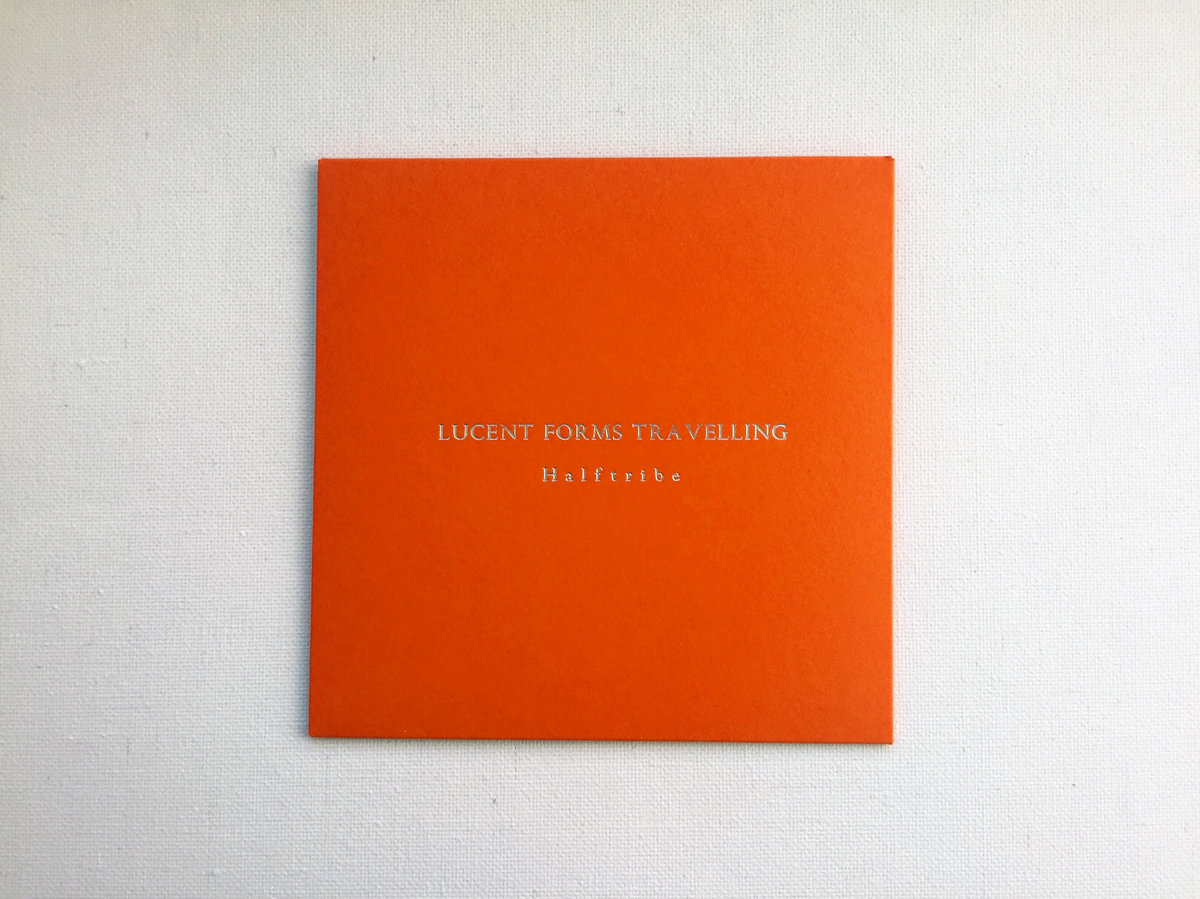 LUCENT FORMS TRAVELLING
Halftribe